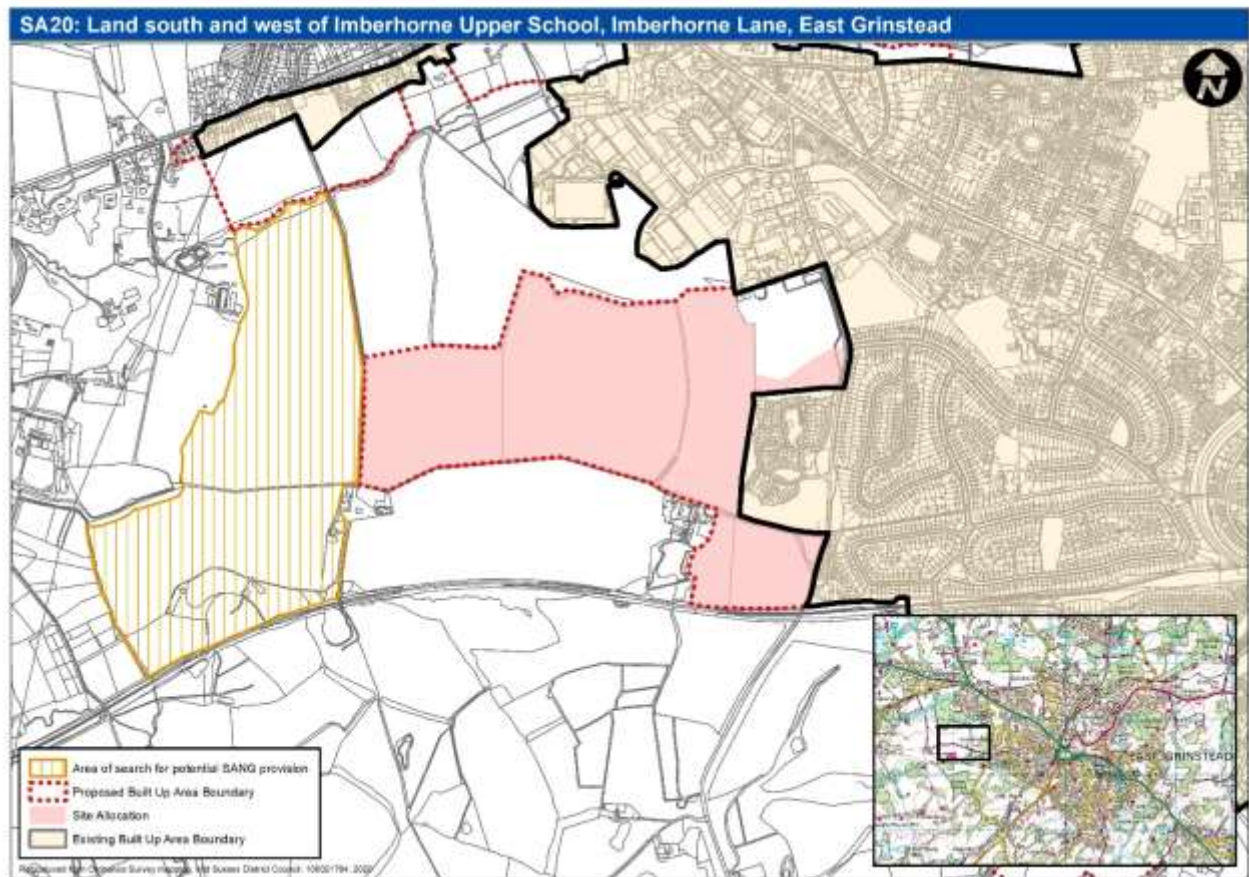 SA20: Land south and west of Imberhorne Upper School, Imberhorne Lane, East Grinstead
N
Area of search for potential SANG provision
Proposed Built Up Area Boundary
Site Allocation
Existing Built Up Area Boundary
EAST GRINSTEAD